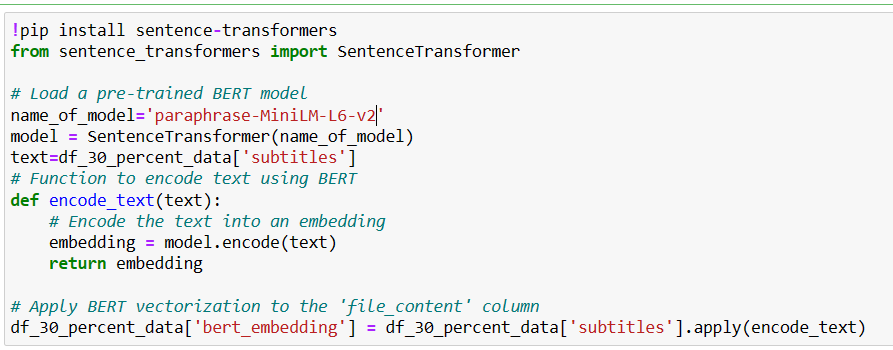 !pip install sentence-transformers
from sentence_transformers import SentenceTransformer

# Load a pre-trained BERT model
name_of_model='paraphrase-MiniLM-L6-v2'
model = SentenceTransformer(name_of_model)
text=df_30_percent_data['subtitles']
# Function to encode text using BERT
def encode_text(text):
    # Encode the text into an embedding
    embedding = model.encode(text)
    return embedding

# Apply BERT vectorization to the 'file_content' column
df_30_percent_data['bert_embedding'] = df_30_percent_data['subtitles'].apply(encode_text)